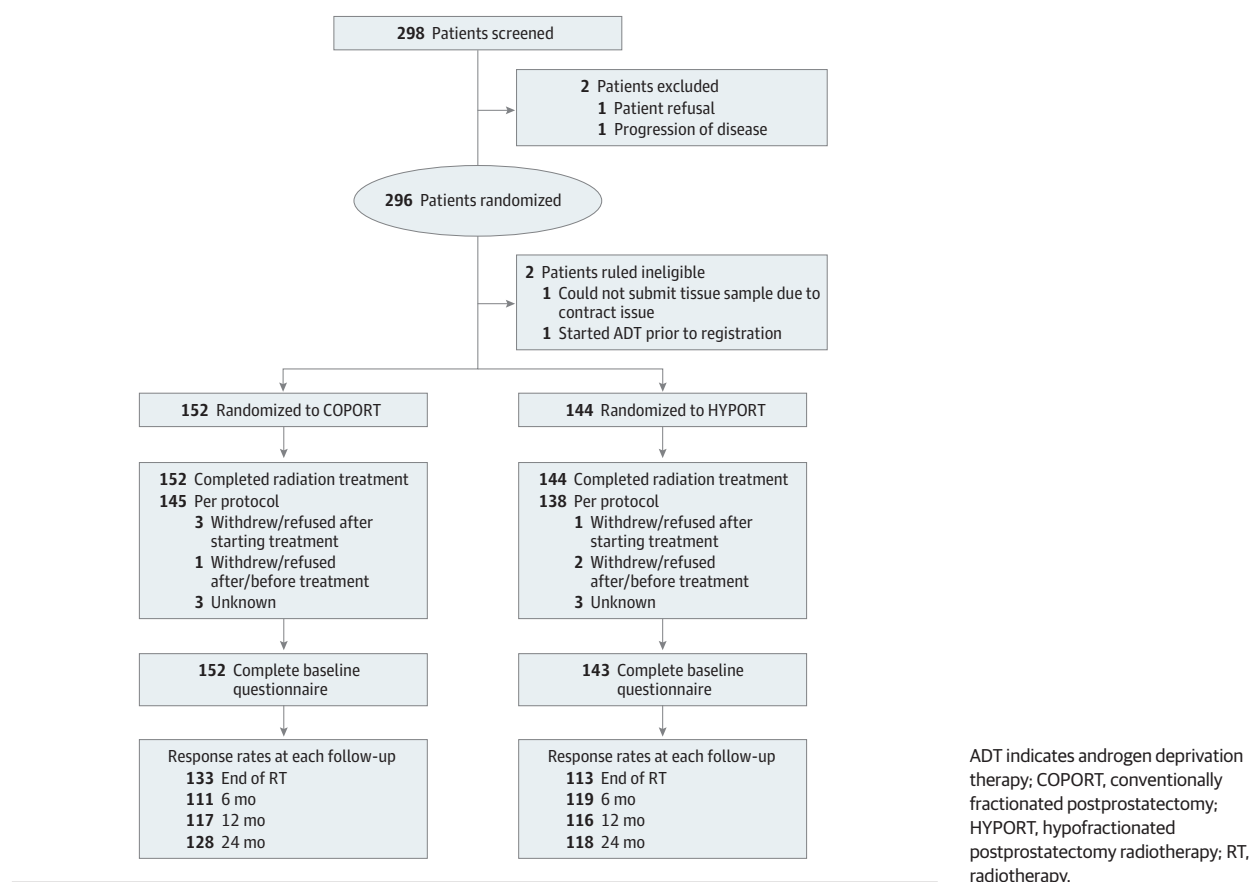 298 Patients screened
2 Patients excluded
1 Patient refusal
1 Progression of disease
296 Patients randomized
2 Patients ruled ineligible
1 Could not submit tissue sample due to
contract issue
1 Started ADT prior to registration
152 Randomized to COPORT
144 Randomized to HYPORT
152 Completed radiation treatment
145 Per protocol
3 Withdrew/refused after
starting treatment
1 Withdrew/refused
after/before treatment
3 Unknown
144 Completed radiation treatment
138 Per protocol
1 Withdrew/refused after
starting treatment
2 Withdrew/refused
after/before treatment
3 Unknown
152 Complete baseline
questionnaire
143 Complete baseline
questionnaire
Response rates at each follow-up
133 End of RT
111 6 mo
117 12 mo
128 24 mo
Response rates at each follow-up
113 End of RT
119 6 mo
116 12 mo
118 24 mo
ADT indicates androgen deprivation
therapy; COPORT, conventionally
fractionated postprostatectomy;
HYPORT, hypofractionated
postprostatectomy radiotherapy; RT,
radiotherapy.